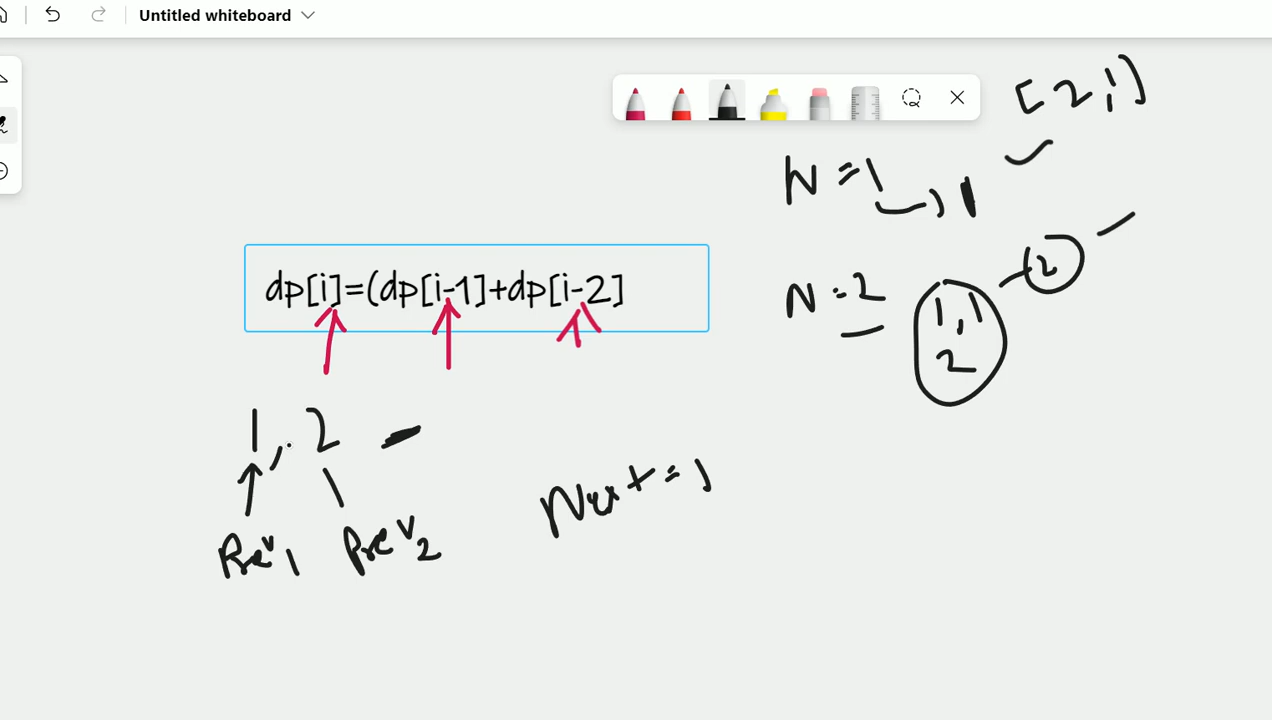 Untitled whiteboard
[2,1]
N=1 → 1
dp[i]=(dp[i-1]+dp[i-2]
N=2
1,1
2
2
1, 2 -
Prev1 Prev2
Next=